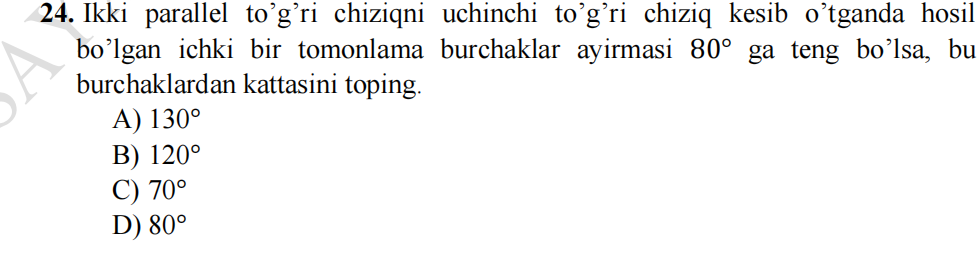 24. Ikki parallel to’g’ri chiziqni uchinchi to’g’ri chiziq kesib o’tganda hosil
bo’lgan ichki bir tomonlama burchaklar ayirmasi 80° ga teng bo’lsa, bu
burchaklardan kattasini toping.
A) 130°
B) 120°
C) 70°
D) 80°